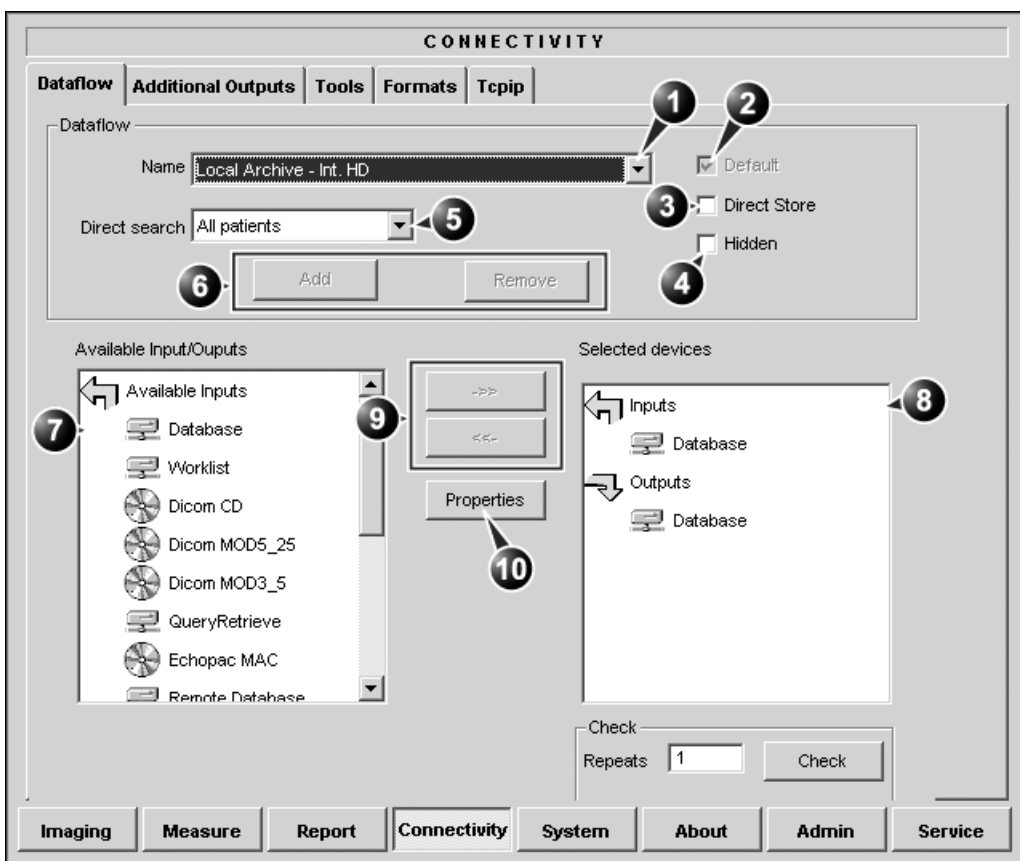 CONNECTIVITY
Dataflow Additional Outputs Tools Formats Tcpip
Dataflow
1 2
Name Local Archive - Int. HD Default
3 Direct Store
Direct search All patients 5
4 Hidden
6 Add Remove
Available Input/Ouputs
Selected devices
7
Available Inputs
Database
Worklist
Dicom CD
Dicom MOD5_25
Dicom MOD3_5
QueryRetrieve
Echopac MAC
Remote Database
9
->>
<<-
Properties
10
8
Inputs
Database
Outputs
Database
Check
Repeats 1 Check
Imaging Measure Report Connectivity System About Admin Service